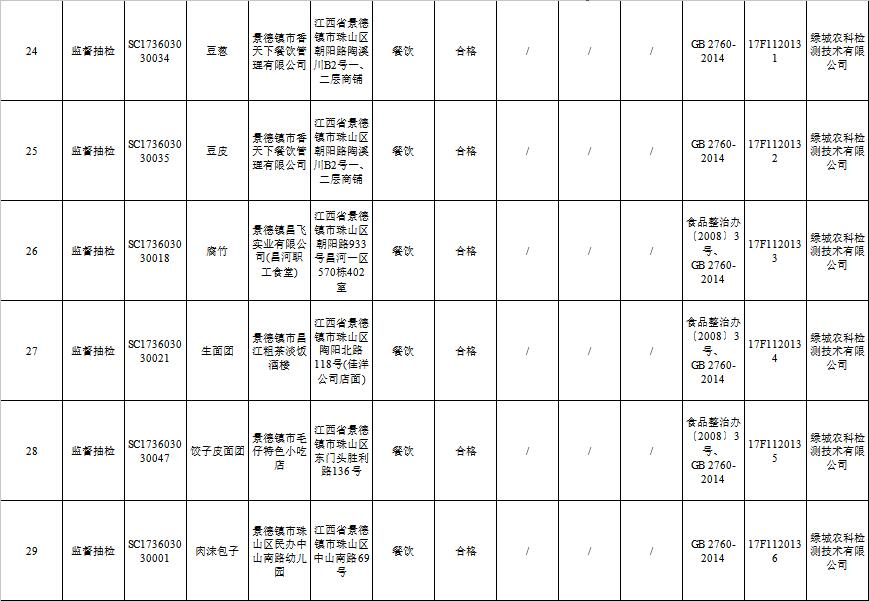 24 监督抽检 SC173603030034 豆葱 景德镇市香天下餐饮管理有限公司 江西省景德镇市珠山区朝阳路陶溪川B2号一、二层商铺 餐饮 合格 / / / GB 2760-2014 17F1120131 绿城农科检测技术有限公司
25 监督抽检 SC173603030035 豆皮 景德镇市香天下餐饮管理有限公司 江西省景德镇市珠山区朝阳路陶溪川B2号一、二层商铺 餐饮 合格 / / / GB 2760-2014 17F1120132 绿城农科检测技术有限公司
26 监督抽检 SC173603030018 腐竹 景德镇昌飞实业有限公司(昌河职工食堂) 江西省景德镇市珠山区朝阳路933号昌河一区570栋402室 餐饮 合格 / / / 食品整治办〔2008〕3号、GB 2760-2014 17F1120133 绿城农科检测技术有限公司
27 监督抽检 SC173603030021 生面团 景德镇市昌江粗茶淡饭酒楼 江西省景德镇市珠山区陶阳北路118号(佳洋公司店面) 餐饮 合格 / / / 食品整治办〔2008〕3号、GB 2760-2014 17F1120134 绿城农科检测技术有限公司
28 监督抽检 SC173603030047 饺子皮面团 景德镇市毛仔特色小吃店 江西省景德镇市珠山区东门头胜利路136号 餐饮 合格 / / / 食品整治办〔2008〕3号、GB 2760-2014 17F1120135 绿城农科检测技术有限公司
29 监督抽检 SC173603030001 肉沫包子 景德镇市珠山区民办中山南路幼儿园 江西省景德镇市珠山区中山南路69号 餐饮 合格 / / / GB 2760-2014 17F1120136 绿城农科检测技术有限公司